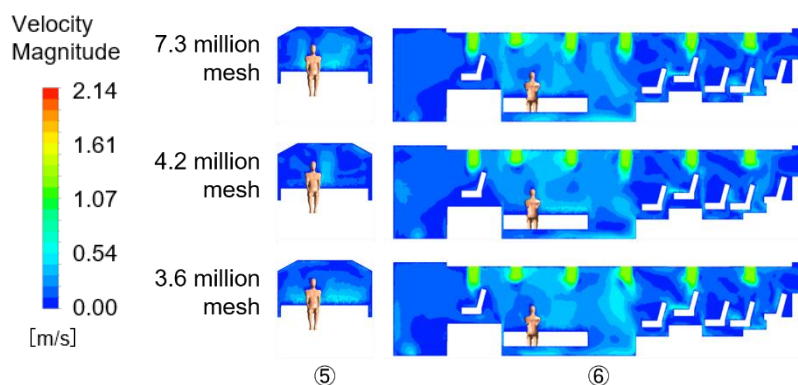 Velocity
Magnitude
2.14
1.61
1.07
0.54
0.00
[m/s]
7.3 million
mesh
4.2 million
mesh
3.6 million
mesh
⑤
⑥